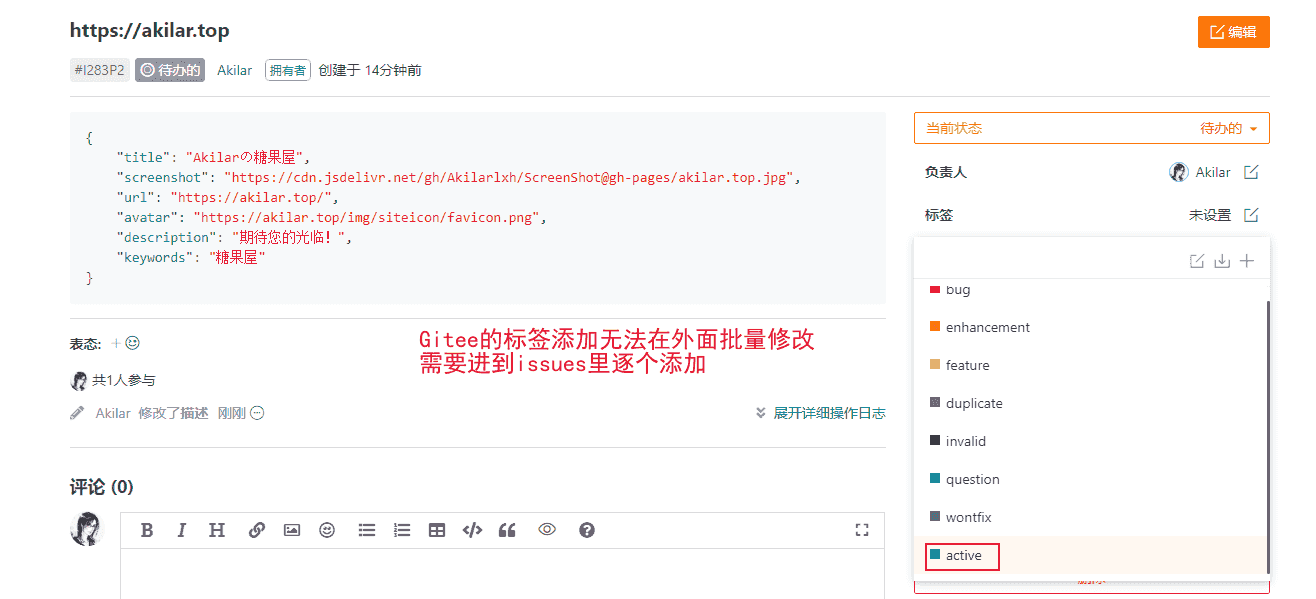 https://akilar.top
编辑
#I283P2 待办的 Akilar 拥有者 创建于 14分钟前
{
"title": "Akilarの糖果屋",
"screenshot": "https://cdn.jsdelivr.net/gh/Akilarlxh/ScreenShot@gh-pages/akilar.top.jpg",
"url": "https://akilar.top/",
"avatar": "https://akilar.top/img/siteicon/favicon.png",
"description": "期待您的光临！",
"keywords": "糖果屋"
}
表态:
共1人参与
Akilar 修改了描述 刚刚
展开详细操作日志
Gitee的标签添加无法在外面批量修改
需要进到issues里逐个添加
评论 (0)
B I H
当前状态 待办的
负责人 Akilar
标签 未设置
bug
enhancement
feature
duplicate
invalid
question
wontfix
active